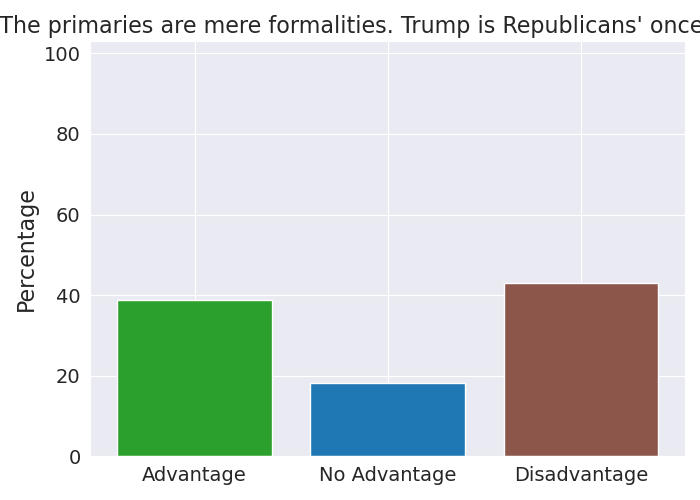 The primaries are mere formalities. Trump is Republicans' once
100
80
60
40
20
0
Percentage
Advantage
No Advantage
Disadvantage